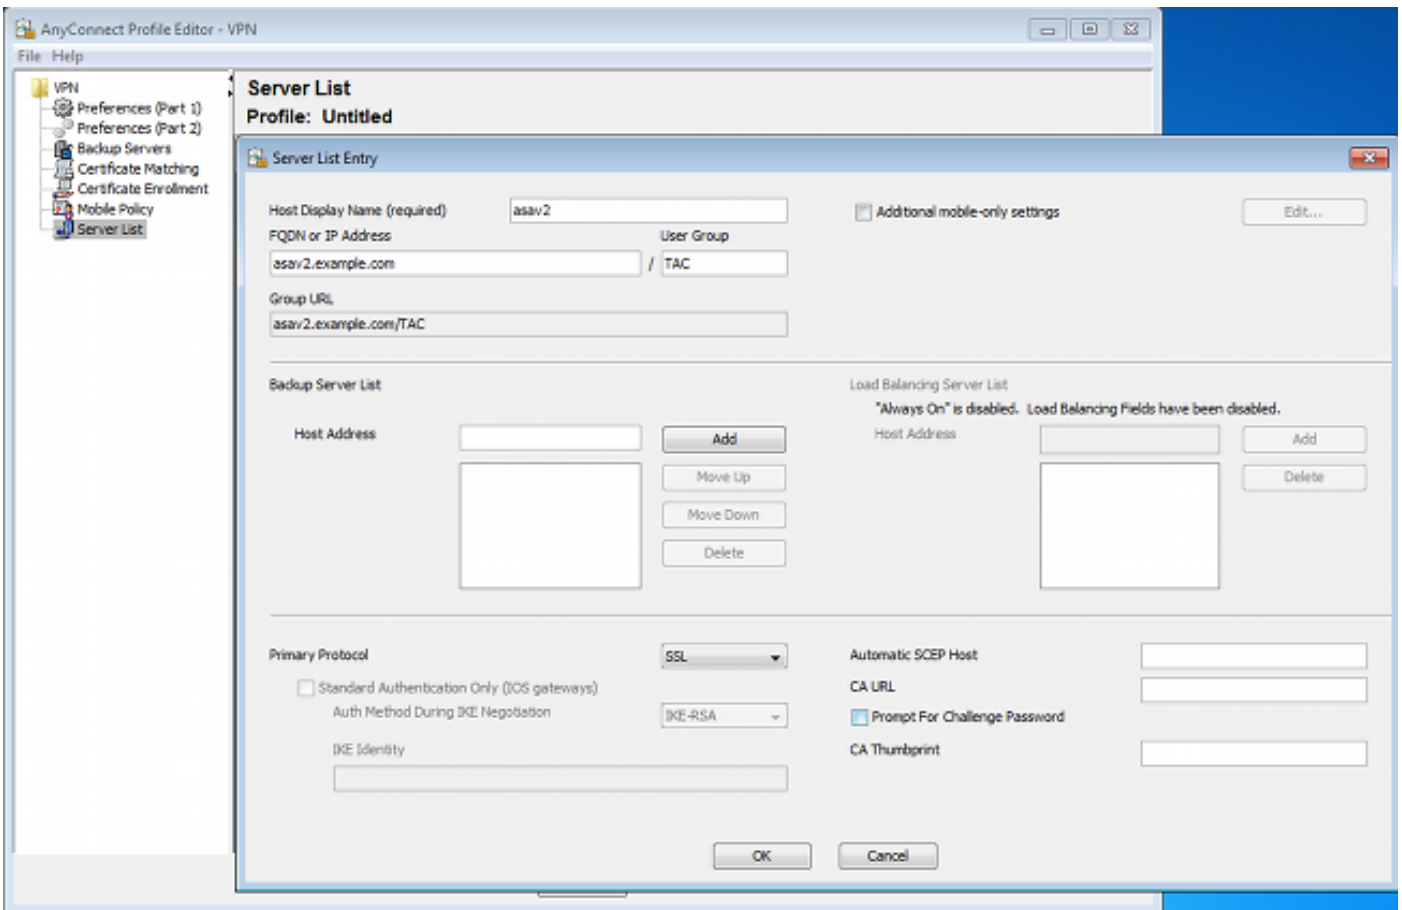 AnyConnect Profile Editor - VPN
File Help
VPN
Preferences (Part 1)
Preferences (Part 2)
Backup Servers
Certificate Matching
Certificate Enrollment
Mobile Policy
Server List
Server List
Profile: Untitled
Server List Entry
Host Display Name (required) asav2 Additional mobile-only settings Edit...
FQDN or IP Address User Group
asav2.example.com / TAC
Group URL
asav2.example.com/TAC
Backup Server List Load Balancing Server List
"Always On" is disabled. Load Balancing Fields have been disabled.
Host Address Add Host Address Add
Move Up Delete
Move Down
Delete
Primary Protocol SSL Automatic SCEP Host
Standard Authentication Only (IOS gateways) CA URL
Auth Method During IKE Negotiation IKE-RSA Prompt For Challenge Password
IKE Identity CA Thumbprint
OK Cancel